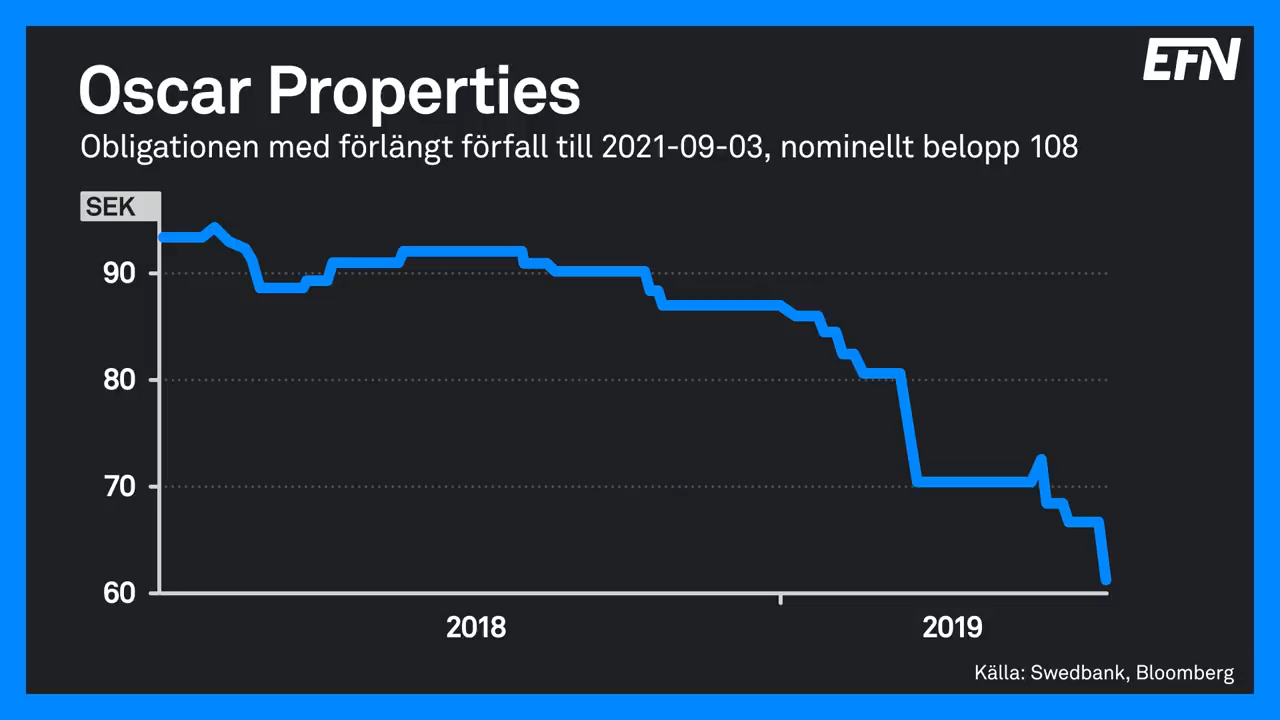 EFN
Oscar Properties
Obligationen med förlängt förfall till 2021-09-03, nominellt belopp 108
SEK
90
80
70
60
2018 2019
Källa: Swedbank, Bloomberg